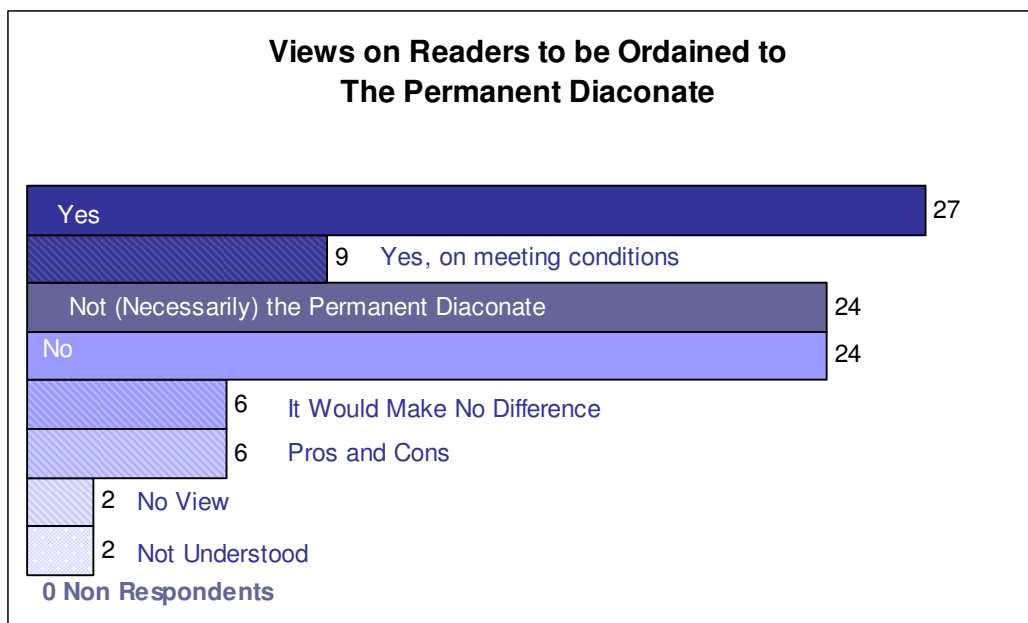 Views on Readers to be Ordained to
The Permanent Diaconate
Yes 27
9 Yes, on meeting conditions
Not (Necessarily) the Permanent Diaconate 24
No 24
6 It Would Make No Difference
6 Pros and Cons
2 No View
2 Not Understood
0 Non Respondents